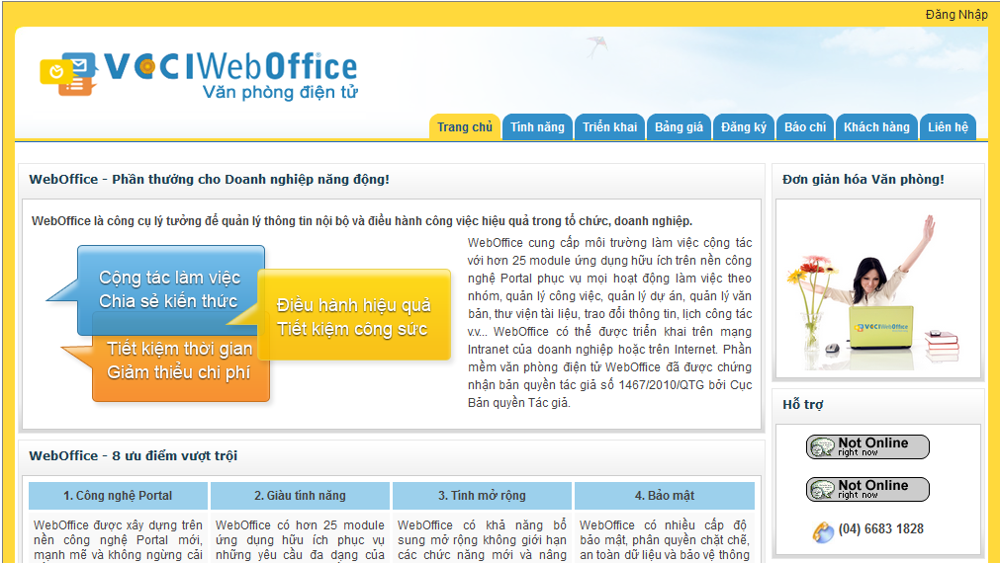 Đăng Nhập
VCCIWebOffice
Văn phòng điện tử
Trang chủ
Tính năng
Triển khai
Bảng giá
Đăng ký
Báo chí
Khách hàng
Liên hệ
WebOffice - Phần thưởng cho Doanh nghiệp năng động!
WebOffice là công cụ lý tưởng để quản lý thông tin nội bộ và điều hành công việc hiệu quả trong tổ chức, doanh nghiệp.
Cộng tác làm việc
Chia sẻ kiến thức
Điều hành hiệu quả
Tiết kiệm công sức
Tiết kiệm thời gian
Giảm thiểu chi phí
WebOffice cung cấp môi trường làm việc cộng tác
với hơn 25 module ứng dụng hữu ích trên nền công
nghệ Portal phục vụ mọi hoạt động làm việc theo
nhóm, quản lý công việc, quản lý dự án, quản lý văn
bản, thư viện tài liệu, trao đổi thông tin, lịch công tác
v.v... WebOffice có thể được triển khai trên mạng
Intranet của doanh nghiệp hoặc trên Internet. Phần
mềm văn phòng điện tử WebOffice đã được chứng
nhận bản quyền tác giả số 1467/2010/QTG bởi Cục
Bản quyền Tác giả.
Đơn giản hóa Văn phòng!
VCCIWebOffice
Hỗ trợ
Not Online
right now
Not Online
right now
(04) 6683 1828
WebOffice - 8 ưu điểm vượt trội
1. Công nghệ Portal
WebOffice được xây dựng trên
nền công nghệ Portal mới,
mạnh mẽ và không ngừng cải
2. Giàu tính năng
WebOffice có hơn 25 module
ứng dụng hữu ích phục vụ
những yêu cầu đa dạng của
3. Tính mở rộng
WebOffice có khả năng bổ
sung mở rộng không giới hạn
các chức năng mới và nâng
4. Bảo mật
WebOffice có nhiều cấp độ
bảo mật, phân quyền chặt chẽ,
an toàn dữ liệu và bảo vệ thông